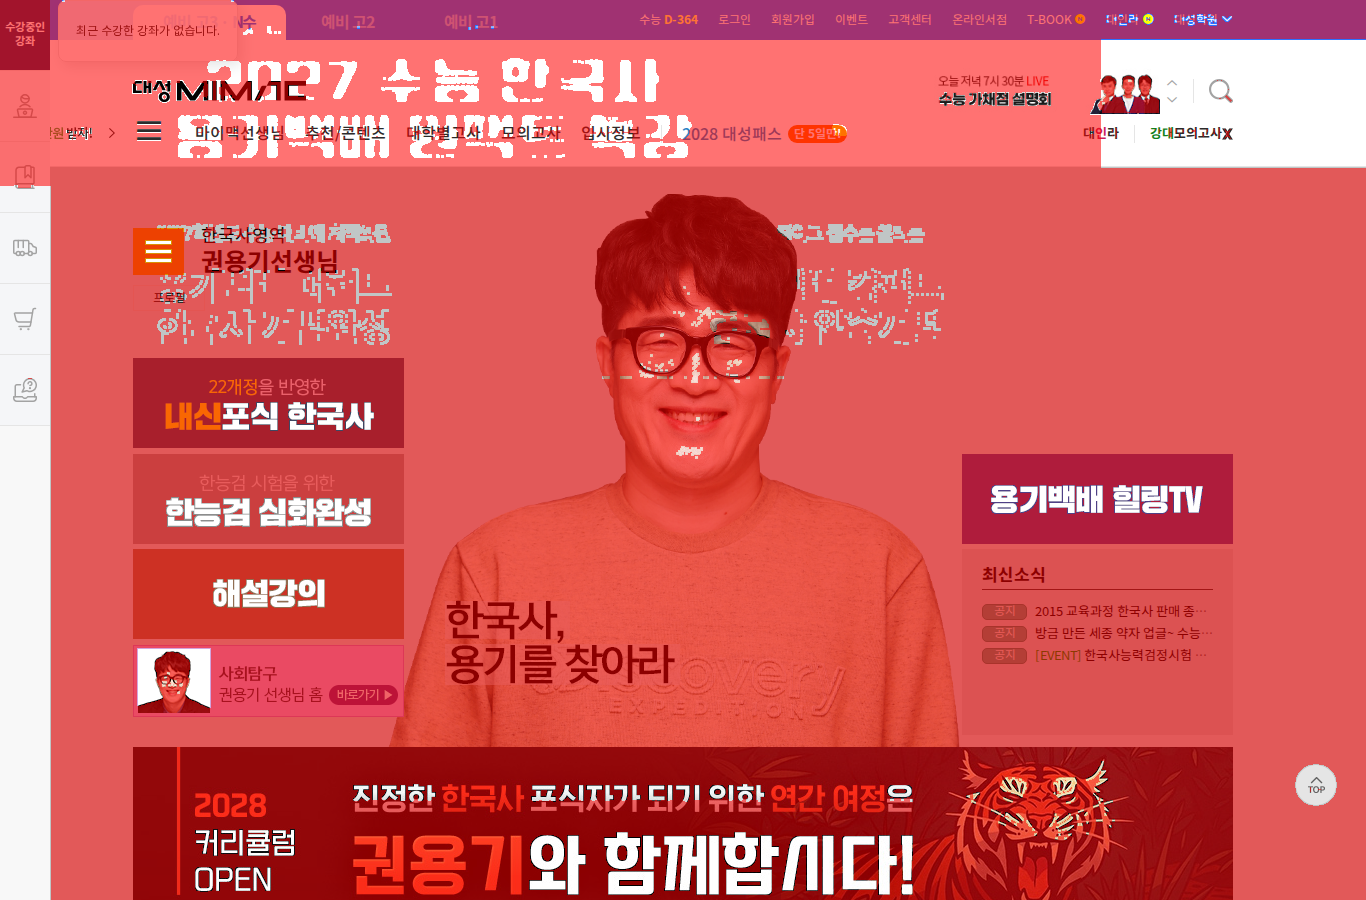 수강중인
강좌
최근 수강한 강좌가 없습니다.
예비 고3 · N수
예비 고2
예비 고1
수능 D-364
로그인
회원가입
이벤트
고객센터
온라인서점
T-BOOK N
대인라 N
대성학원
대성 MIMAC
2027 수능 한국사
오늘 저녁 7시 30분 LIVE
수능 가채점 설명회
받자!
마이맥선생님
추천/콘텐츠
대학별고사
모의고사
입시정보
2028 대성패스
단 5일만!
대인라
강대모의고사X
한국사영역
권용기선생님
프로필
22개정을 반영한
내신포식 한국사
한능검 시험을 위한
한능검 심화완성
해설강의
사회탐구
권용기 선생님 홈
바로가기 ▶
한국사,
용기를 찾아라
Discovery
EXPEDITION
용기백배 힐링TV
최신소식
공지 2015 교육과정 한국사 판매 종…
공지 방금 만든 세종 약자 업글~ 수능…
공지 [EVENT] 한국사능력검정시험 …
TOP
2028
커리큘럼
OPEN
진정한 한국사 포식자가 되기 위한 연간 여정은
권용기와 함께합시다!